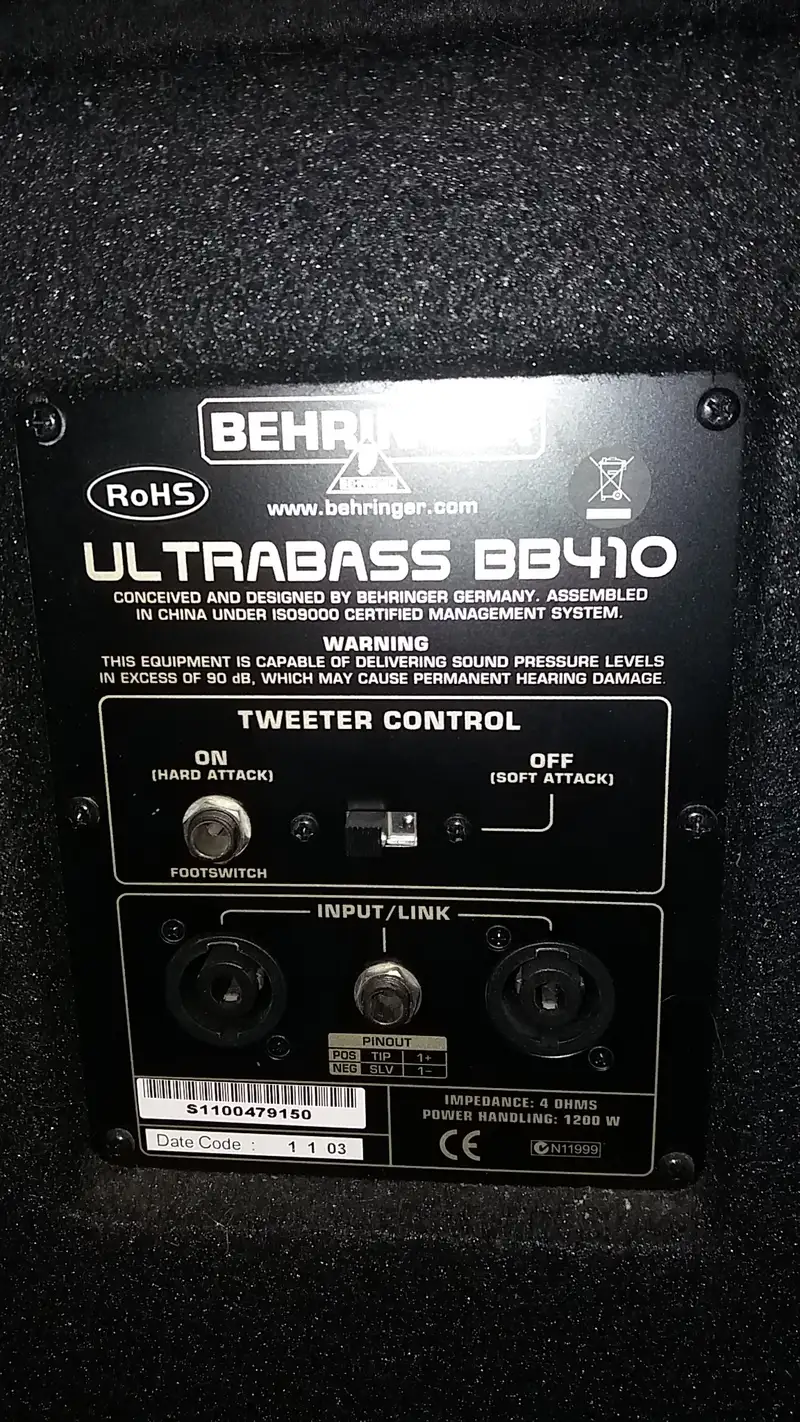 BEHRINGER
BEHRINGER
RoHS
www.behringer.com
ULTRABASS BB410
CONCEIVED AND DESIGNED BY BEHRINGER GERMANY. ASSEMBLED
IN CHINA UNDER ISO9000 CERTIFIED MANAGEMENT SYSTEM.
WARNING
THIS EQUIPMENT IS CAPABLE OF DELIVERING SOUND PRESSURE LEVELS
IN EXCESS OF 90 dB, WHICH MAY CAUSE PERMANENT HEARING DAMAGE.
TWEETER CONTROL
ON
(HARD ATTACK)
OFF
(SOFT ATTACK)
FOOTSWITCH
INPUT/LINK
PINOUT
POS TIP 1+
NEG SLV 1−
S1100479150
Date Code : 1 1 03
IMPEDANCE: 4 OHMS
POWER HANDLING: 1200 W
CE
N11999